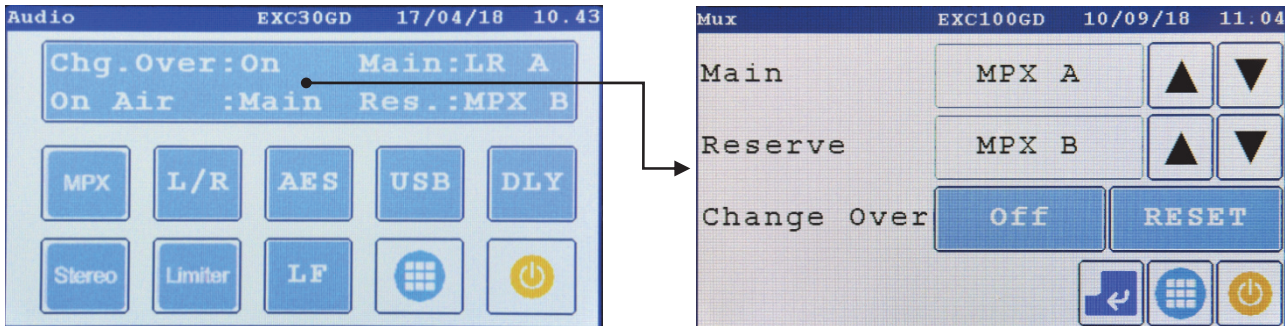 Audio EXC30GD 17/04/18 10.43
Chg.Over:On Main:LR A
On Air :Main Res.:MPX B
MPX L/R AES USB DLY
Stereo Limiter LF
Mux EXC100GD 10/09/18 11.04
Main MPX A
Reserve MPX B
Change Over Off RESET